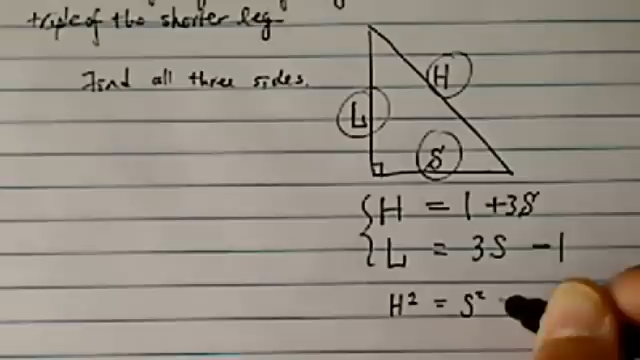 triple of the shorter leg.
Find all three sides.
H
L
S
H = 1 + 3S
L = 3S - 1
H² = S²